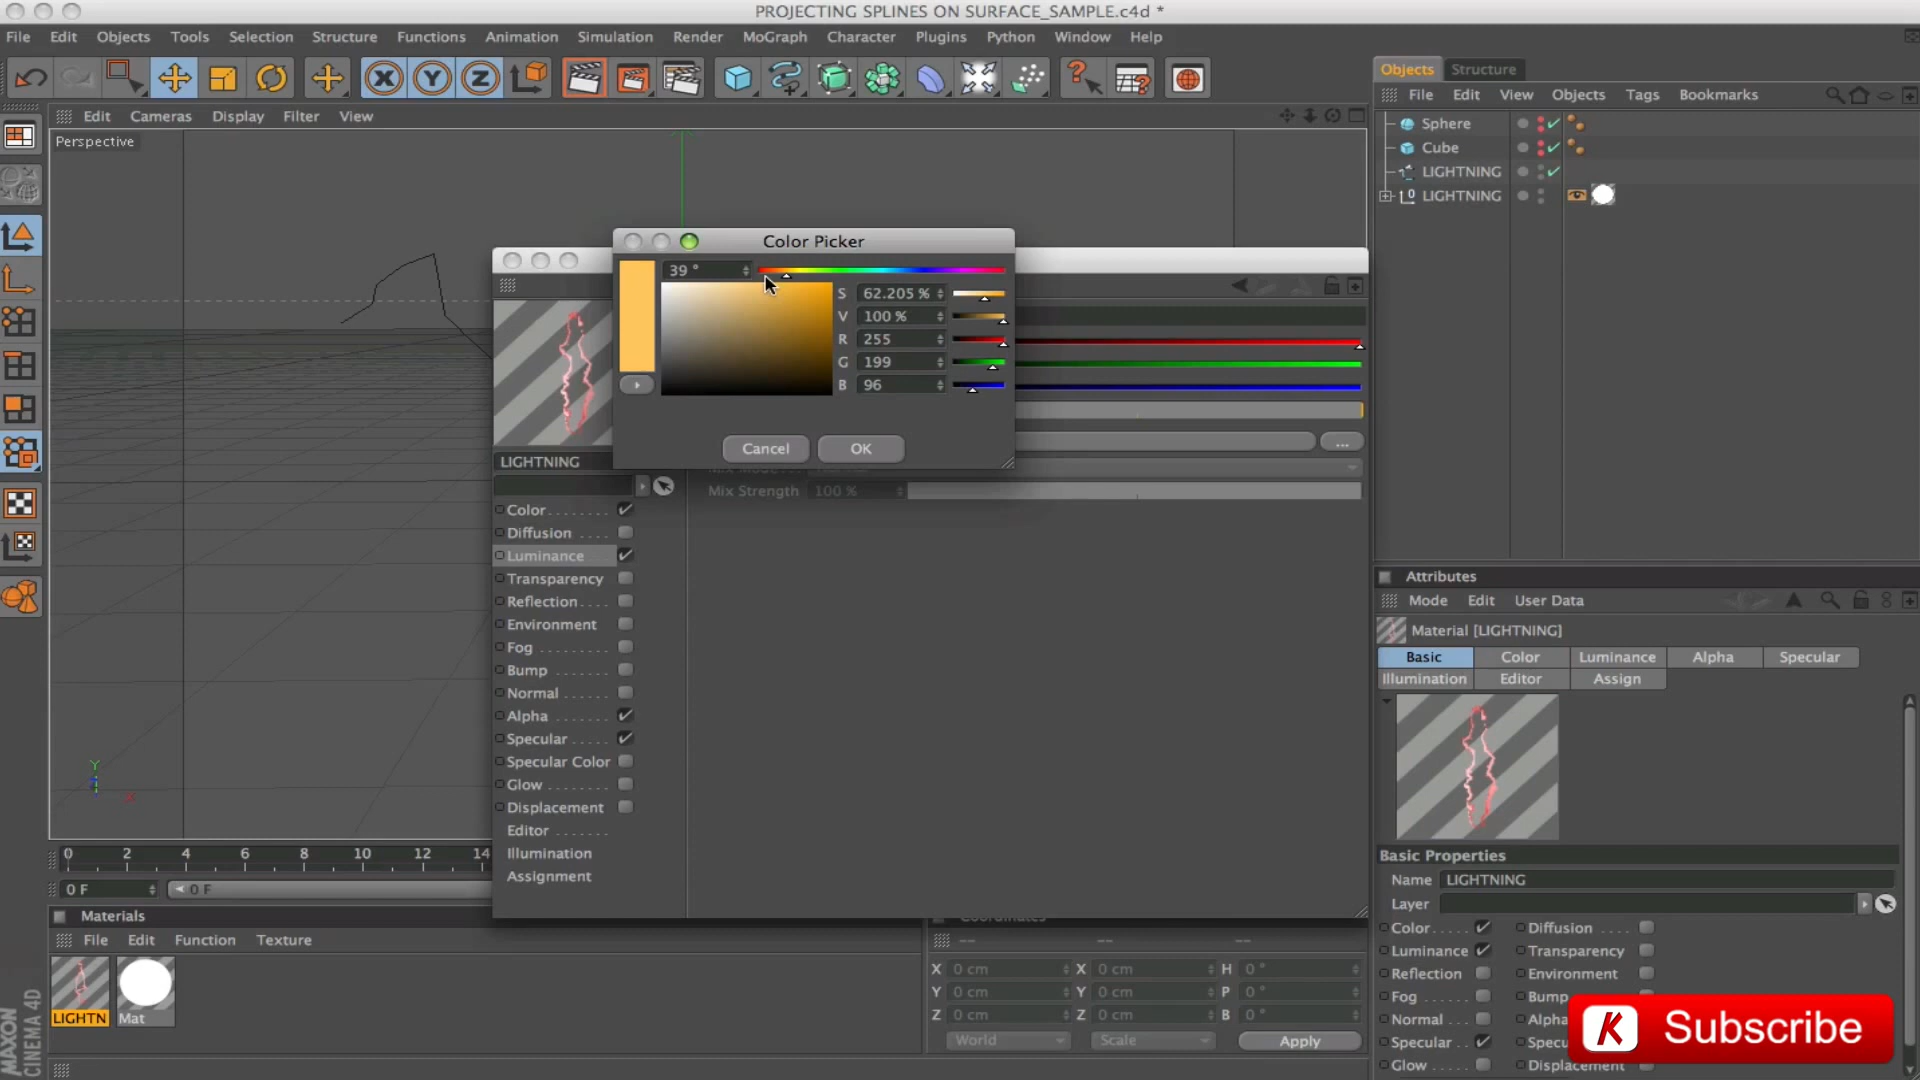 PROJECTING SPLINES ON SURFACE_SAMPLE.c4d *
File Edit Objects Tools Selection Structure Functions Animation Simulation Render MoGraph Character Plugins Python Window Help
Objects Structure
File Edit View Objects Tags Bookmarks
Edit Cameras Display Filter View
Perspective
Sphere
Cube
LIGHTNING
LIGHTNING
Color Picker
39 °
S 62.205 %
V 100 %
R 255
G 199
B 96
Cancel OK
...
LIGHTNING
Mix Strength 100 %
Color
Diffusion
Luminance
Transparency
Reflection
Environment
Fog
Bump
Normal
Alpha
Specular
Specular Color
Glow
Displacement
Editor
Illumination
Assignment
Attributes
Mode Edit User Data
Material [LIGHTNING]
Basic Color Luminance Alpha Specular
Illumination Editor Assign
Basic Properties
Name LIGHTNING
Layer
Color Diffusion
Luminance Transparency
Reflection Environment
Fog Bump
Normal Alpha
Specular Specu
Glow Displacement
K Subscribe
Y
X
0 2 4 6 8 10 12 14
0 F 0 F
Materials
File Edit Function Texture
LIGHTN Mat
MAXON
CINEMA 4D
Coordinates
-- -- --
X 0 cm X 0 cm H 0 °
Y 0 cm Y 0 cm P 0 °
Z 0 cm Z 0 cm B 0 °
World Scale Apply